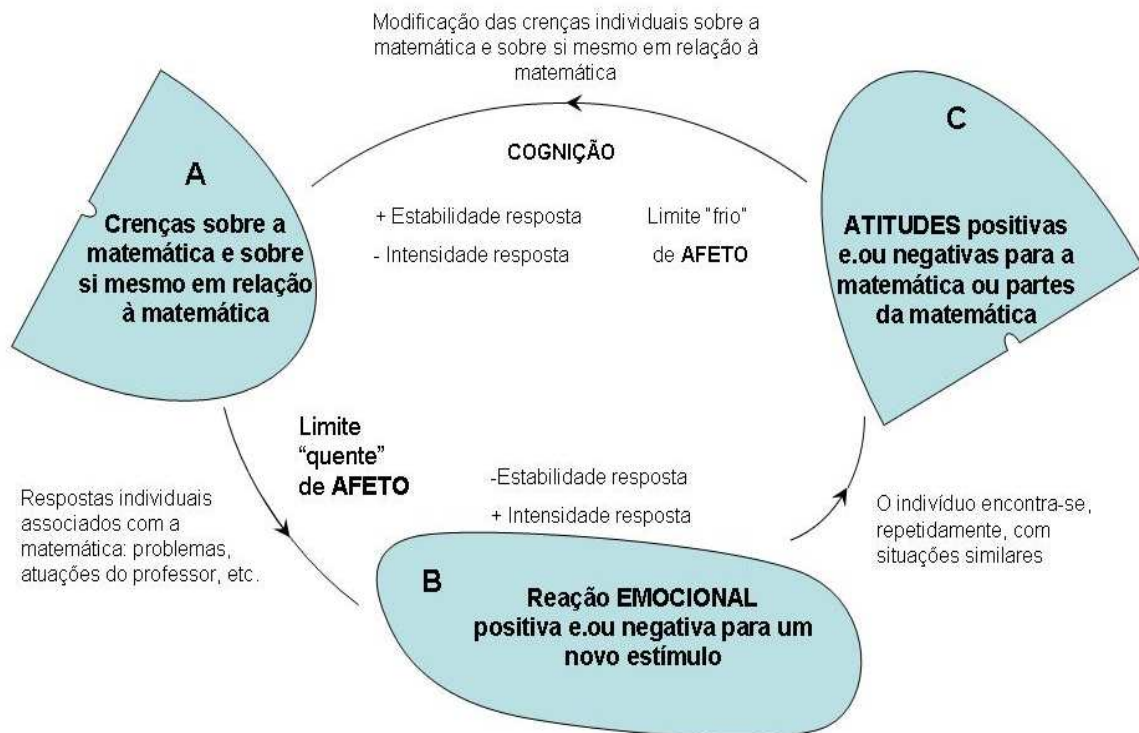 Modificação das crenças individuais sobre a
matemática e sobre si mesmo em relação à
matemática
COGNIÇÃO
+ Estabilidade resposta
- Intensidade resposta
Limite "frio"
de AFETO
A
Crenças sobre a
matemática e sobre
si mesmo em relação
à matemática
C
ATITUDES positivas
e.ou negativas para a
matemática ou partes
da matemática
Limite
“quente”
de AFETO
-Estabilidade resposta
+ Intensidade resposta
Respostas individuais
associados com a
matemática: problemas,
atuações do professor, etc.
O indivíduo encontra-se,
repetidamente, com
situações similares
B
Reação EMOCIONAL
positiva e.ou negativa para um
novo estímulo